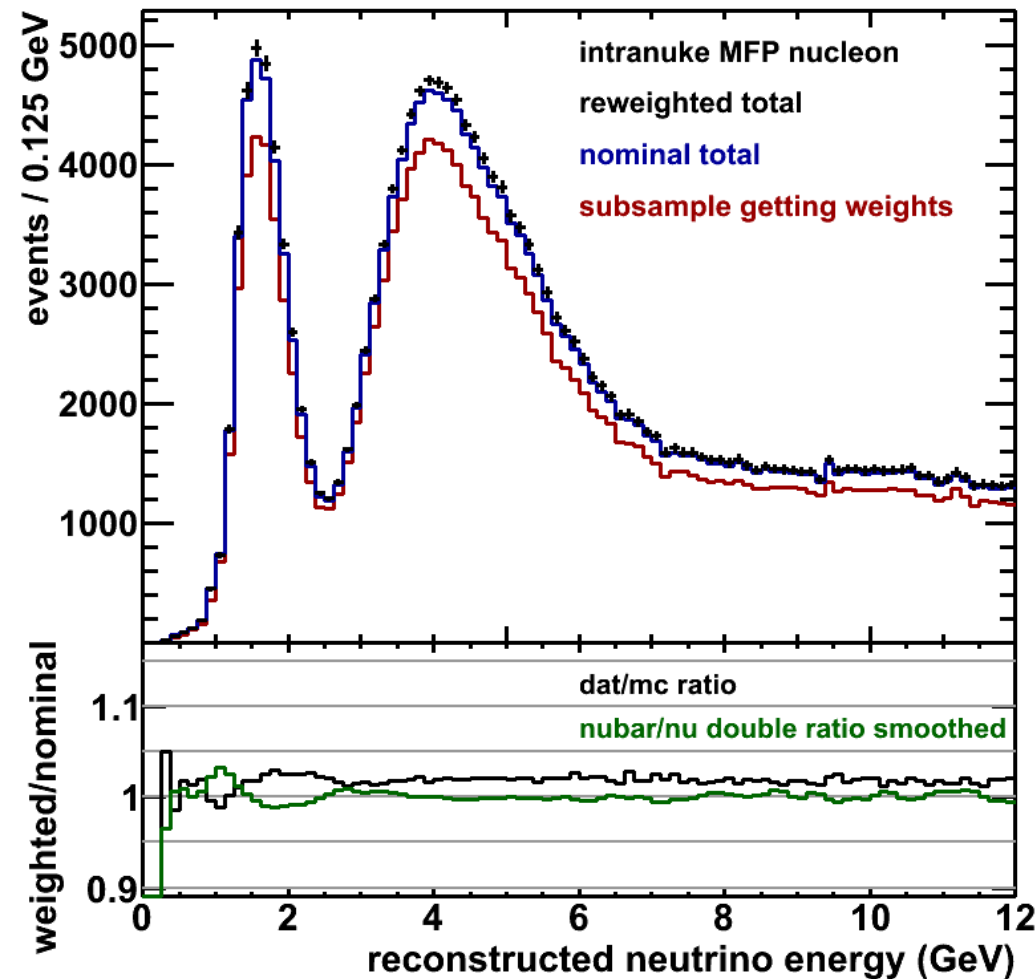 events / 0.125 GeV
5000
4000
3000
2000
1000
intranuke MFP nucleon
reweighted total
nominal total
subsample getting weights
weighted/nominal
1.1
1
0.9
dat/mc ratio
nubar/nu double ratio smoothed
0 2 4 6 8 10 12
reconstructed neutrino energy (GeV)